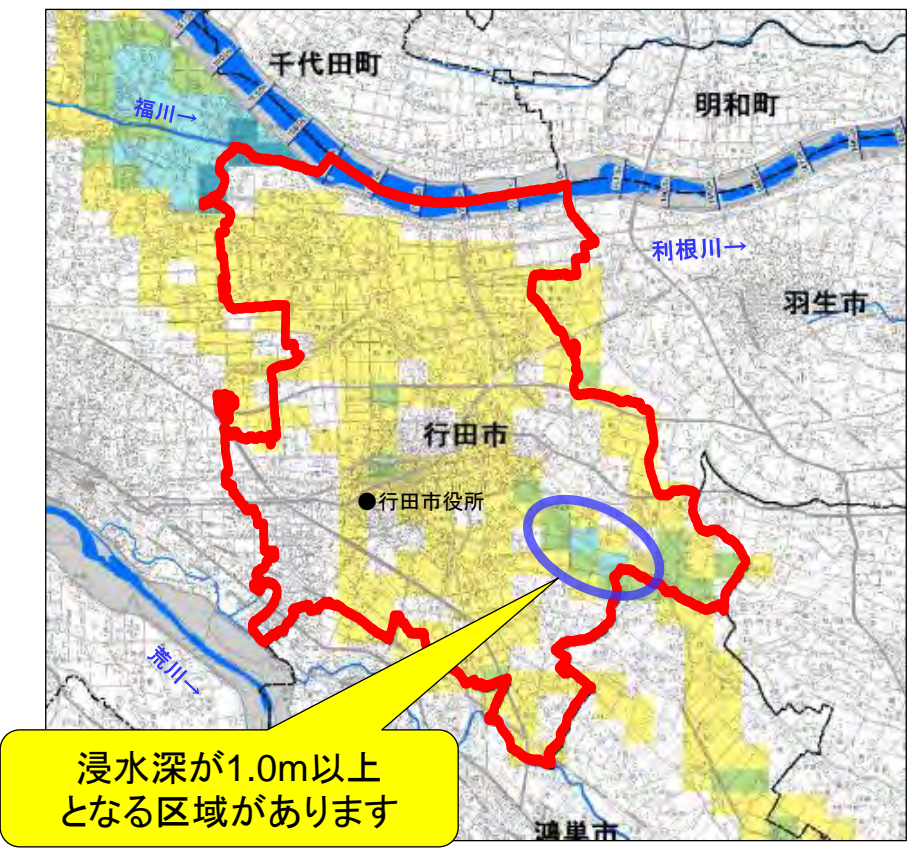 千代田町
明和町
福川→
利根川→
羽生市
行田市
●行田市役所
荒川→
浸水深が1.0m以上
となる区域があります
鴻巣市